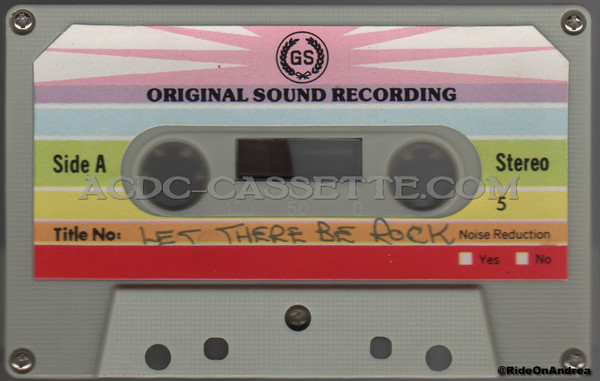 GS
ORIGINAL SOUND RECORDING
Side A
Stereo
ACDC-CASSETTE.COM
5
Title No: LET THERE BE ROCK Noise Reduction
Yes No
@RideOnAndrea